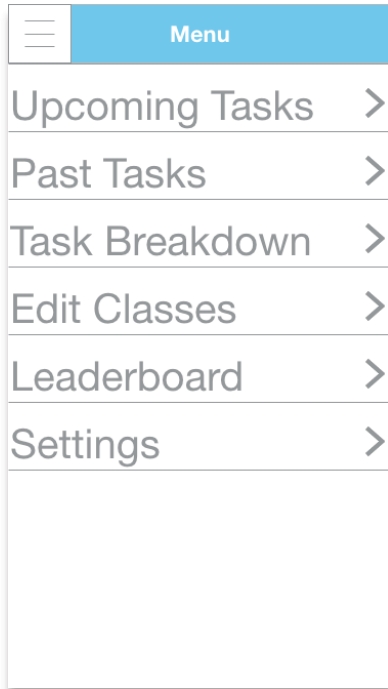 Menu
Upcoming Tasks
Past Tasks
Task Breakdown
Edit Classes
Leaderboard
Settings